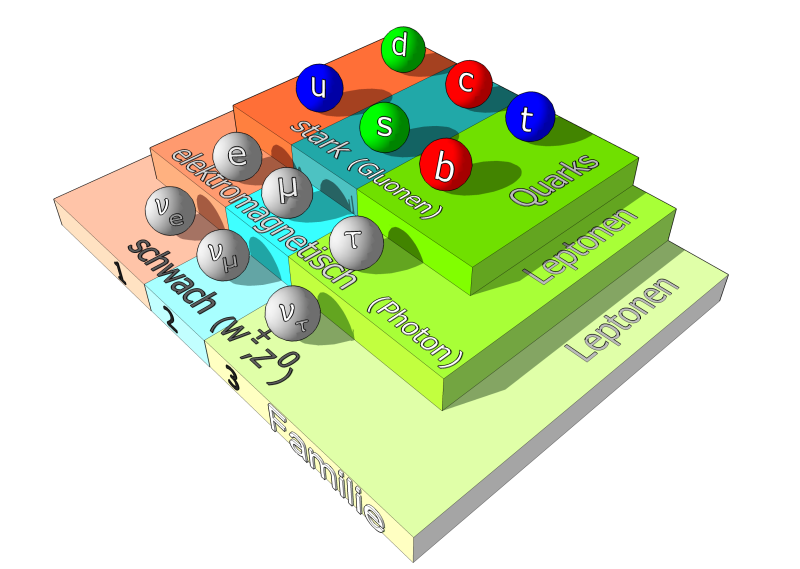 d
u
c
s
t
b
stark (Gluonen)
Quarks
e
μ
τ
elektromagnetisch (Photon)
Leptonen
νe
νμ
ντ
schwach (W±,Z0)
Leptonen
1
2
3
Familie